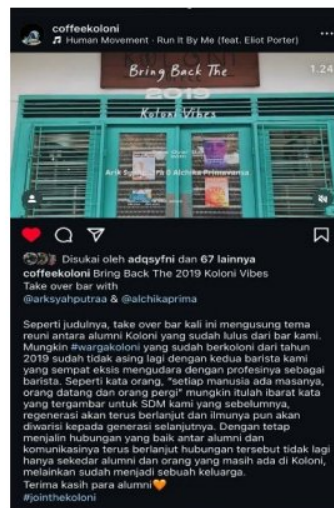 coffeekoloni
Human Movement · Run It By Me (feat. Eliot Porter)
Bring Back The
1.24
2019
Koloni Vibes
Disukai oleh adqsyfni dan 67 lainnya
coffeekoloni Bring Back The 2019 Koloni Vibes
Take over bar with
@arksyahputraa & @alchikaprima
Seperti judulnya, take over bar kali ini mengusung tema
reuni antara alumni Koloni yang sudah lulus dari bar kami.
Mungkin #wargakoloni yang sudah berkoloni dari tahun
2019 sudah tidak asing lagi dengan kedua barista kami
yang sempat eksis mengudara dengan profesinya sebagai
barista. Seperti kata orang, "setiap manusia ada masanya,
orang datang dan orang pergi" mungkin itulah ibarat kata
yang tergambar untuk SDM kami yang sebelumnya,
regenerasi akan terus berlanjut dan ilmunya pun akan
diwarisi kepada generasi selanjutnya. Dengan tetap
menjalin hubungan yang baik antar alumni dan
komunikasinya terus berlanjut hubungan tersebut tidak lagi
hanya sekedar alumni dan orang yang masih ada di Koloni,
melainkan sudah menjadi sebuah keluarga.
Terima kasih para alumni🧡
#jointhekoloni